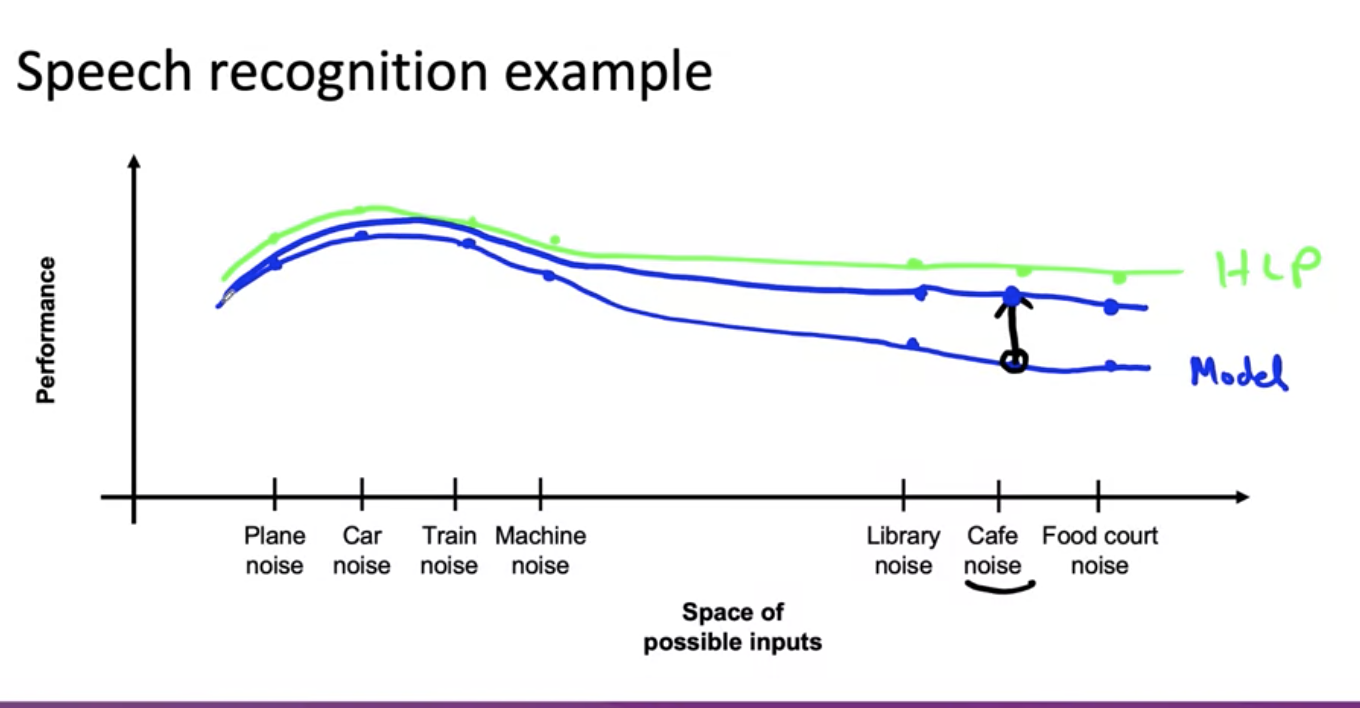 Speech recognition example
Performance
HLP
Model
Plane noise
Car noise
Train noise
Machine noise
Library noise
Cafe noise
Food court noise
Space of
possible inputs